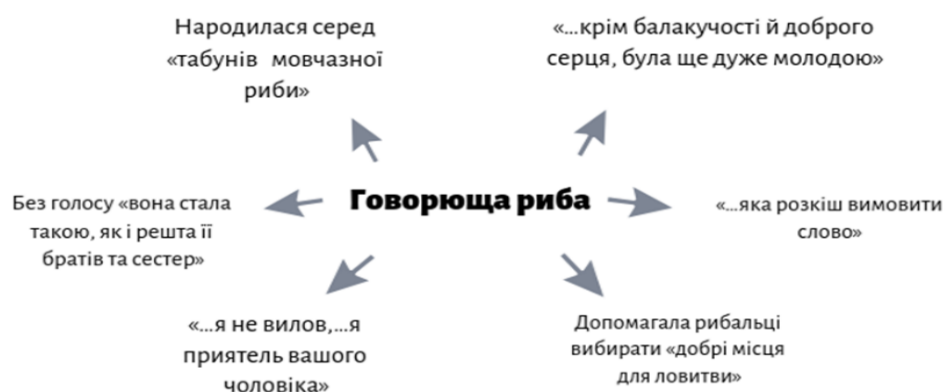 Народилася серед
«табунів мовчазної
риби»
«...крім балакучості й доброго
серця, була ще дуже молодою»
Без голосу «вона стала
такою, як і решта її
братів та сестер»
Говорюща риба
«...яка розкіш вимовити
слово»
«...я не вилов,...я
приятель вашого
чоловіка»
Допомагала рибальці
вибирати «добрі місця
для ловитви»